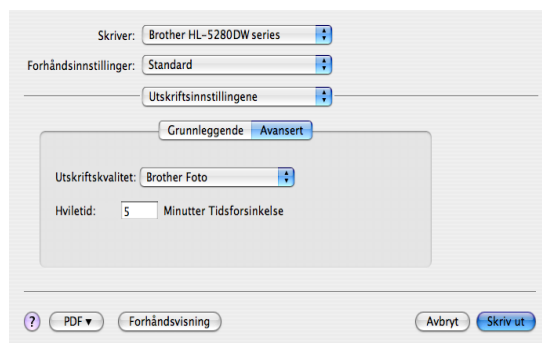 Skriver: Brother HL-5280DW series
Forhåndsinnstillinger: Standard
Utskriftsinnstillingene
Grunnleggende Avansert
Utskriftskvalitet: Brother Foto
Hviletid: 5 Minutter Tidsforsinkelse
? PDF ▼ Forhåndsvisning Avbryt Skriv ut